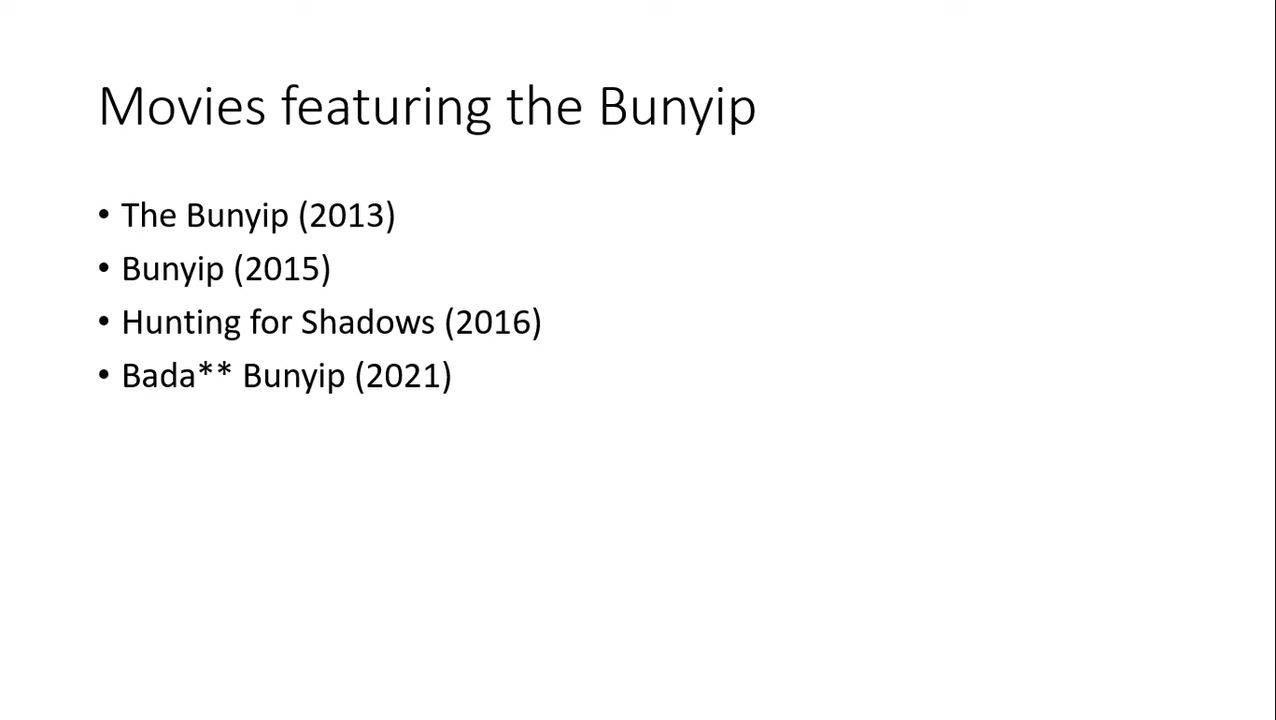 Movies featuring the Bunyip
• The Bunyip (2013)
• Bunyip (2015)
• Hunting for Shadows (2016)
• Bada** Bunyip (2021)